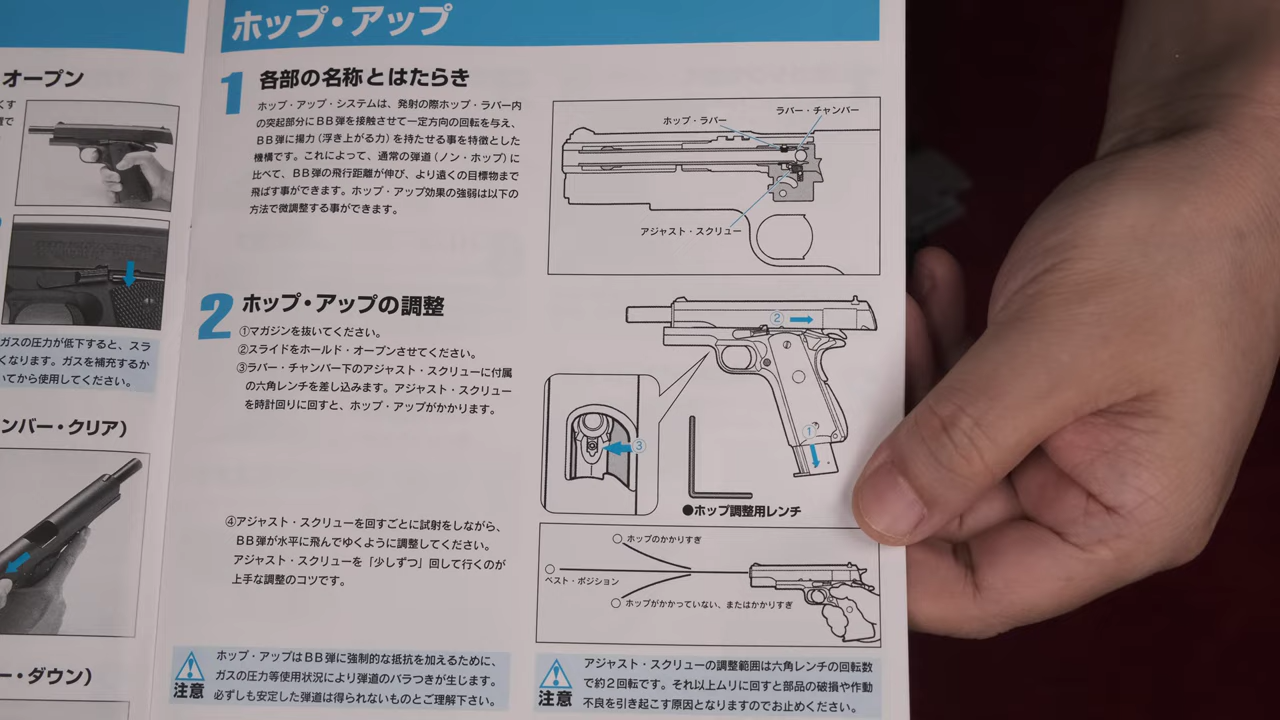 オープン
くす
置で
ガスの圧力が低下すると、スラ
くなります。ガスを補充するか
いてから使用してください。
ンバー・クリア）
ー・ダウン）
ホップ・アップ
1 各部の名称とはたらき
ホップ・アップ・システムは、発射の際ホップ・ラバー内
の突起部分にBB弾を接触させて一定方向の回転を与え、
BB弾に揚力（浮き上がる力）を持たせる事を特徴とした
機構です。これによって、通常の弾道（ノン・ホップ）に
比べて、BB弾の飛行距離が伸び、より遠くの目標物まで
飛ばす事ができます。ホップ・アップ効果の強弱は以下の
方法で微調整する事ができます。
ラバー・チャンバー
ホップ・ラバー
アジャスト・スクリュー
2 ホップ・アップの調整
①マガジンを抜いてください。
②スライドをホールド・オープンさせてください。
③ラバー・チャンバー下のアジャスト・スクリューに付属
の六角レンチを差し込みます。アジャスト・スクリュー
を時計回りに回すと、ホップ・アップがかかります。
②
①
③
●ホップ調整用レンチ
④アジャスト・スクリューを回すごとに試射をしながら、
BB弾が水平に飛んでゆくように調整してください。
アジャスト・スクリューを「少しずつ」回して行くのが
上手な調整のコツです。
○ ホップのかかりすぎ
○ ベスト・ポジション
○ ホップがかかっていない、またはかかりすぎ
注意
ホップ・アップはBB弾に強制的な抵抗を加えるために、
ガスの圧力等使用状況により弾道のバラつきが生じます。
必ずしも安定した弾道は得られないものとご理解下さい。
注意
アジャスト・スクリューの調整範囲は六角レンチの回転数
で約2回転です。それ以上ムリに回すと部品の破損や作動
不良を引き起こす原因となりますのでお止めください。